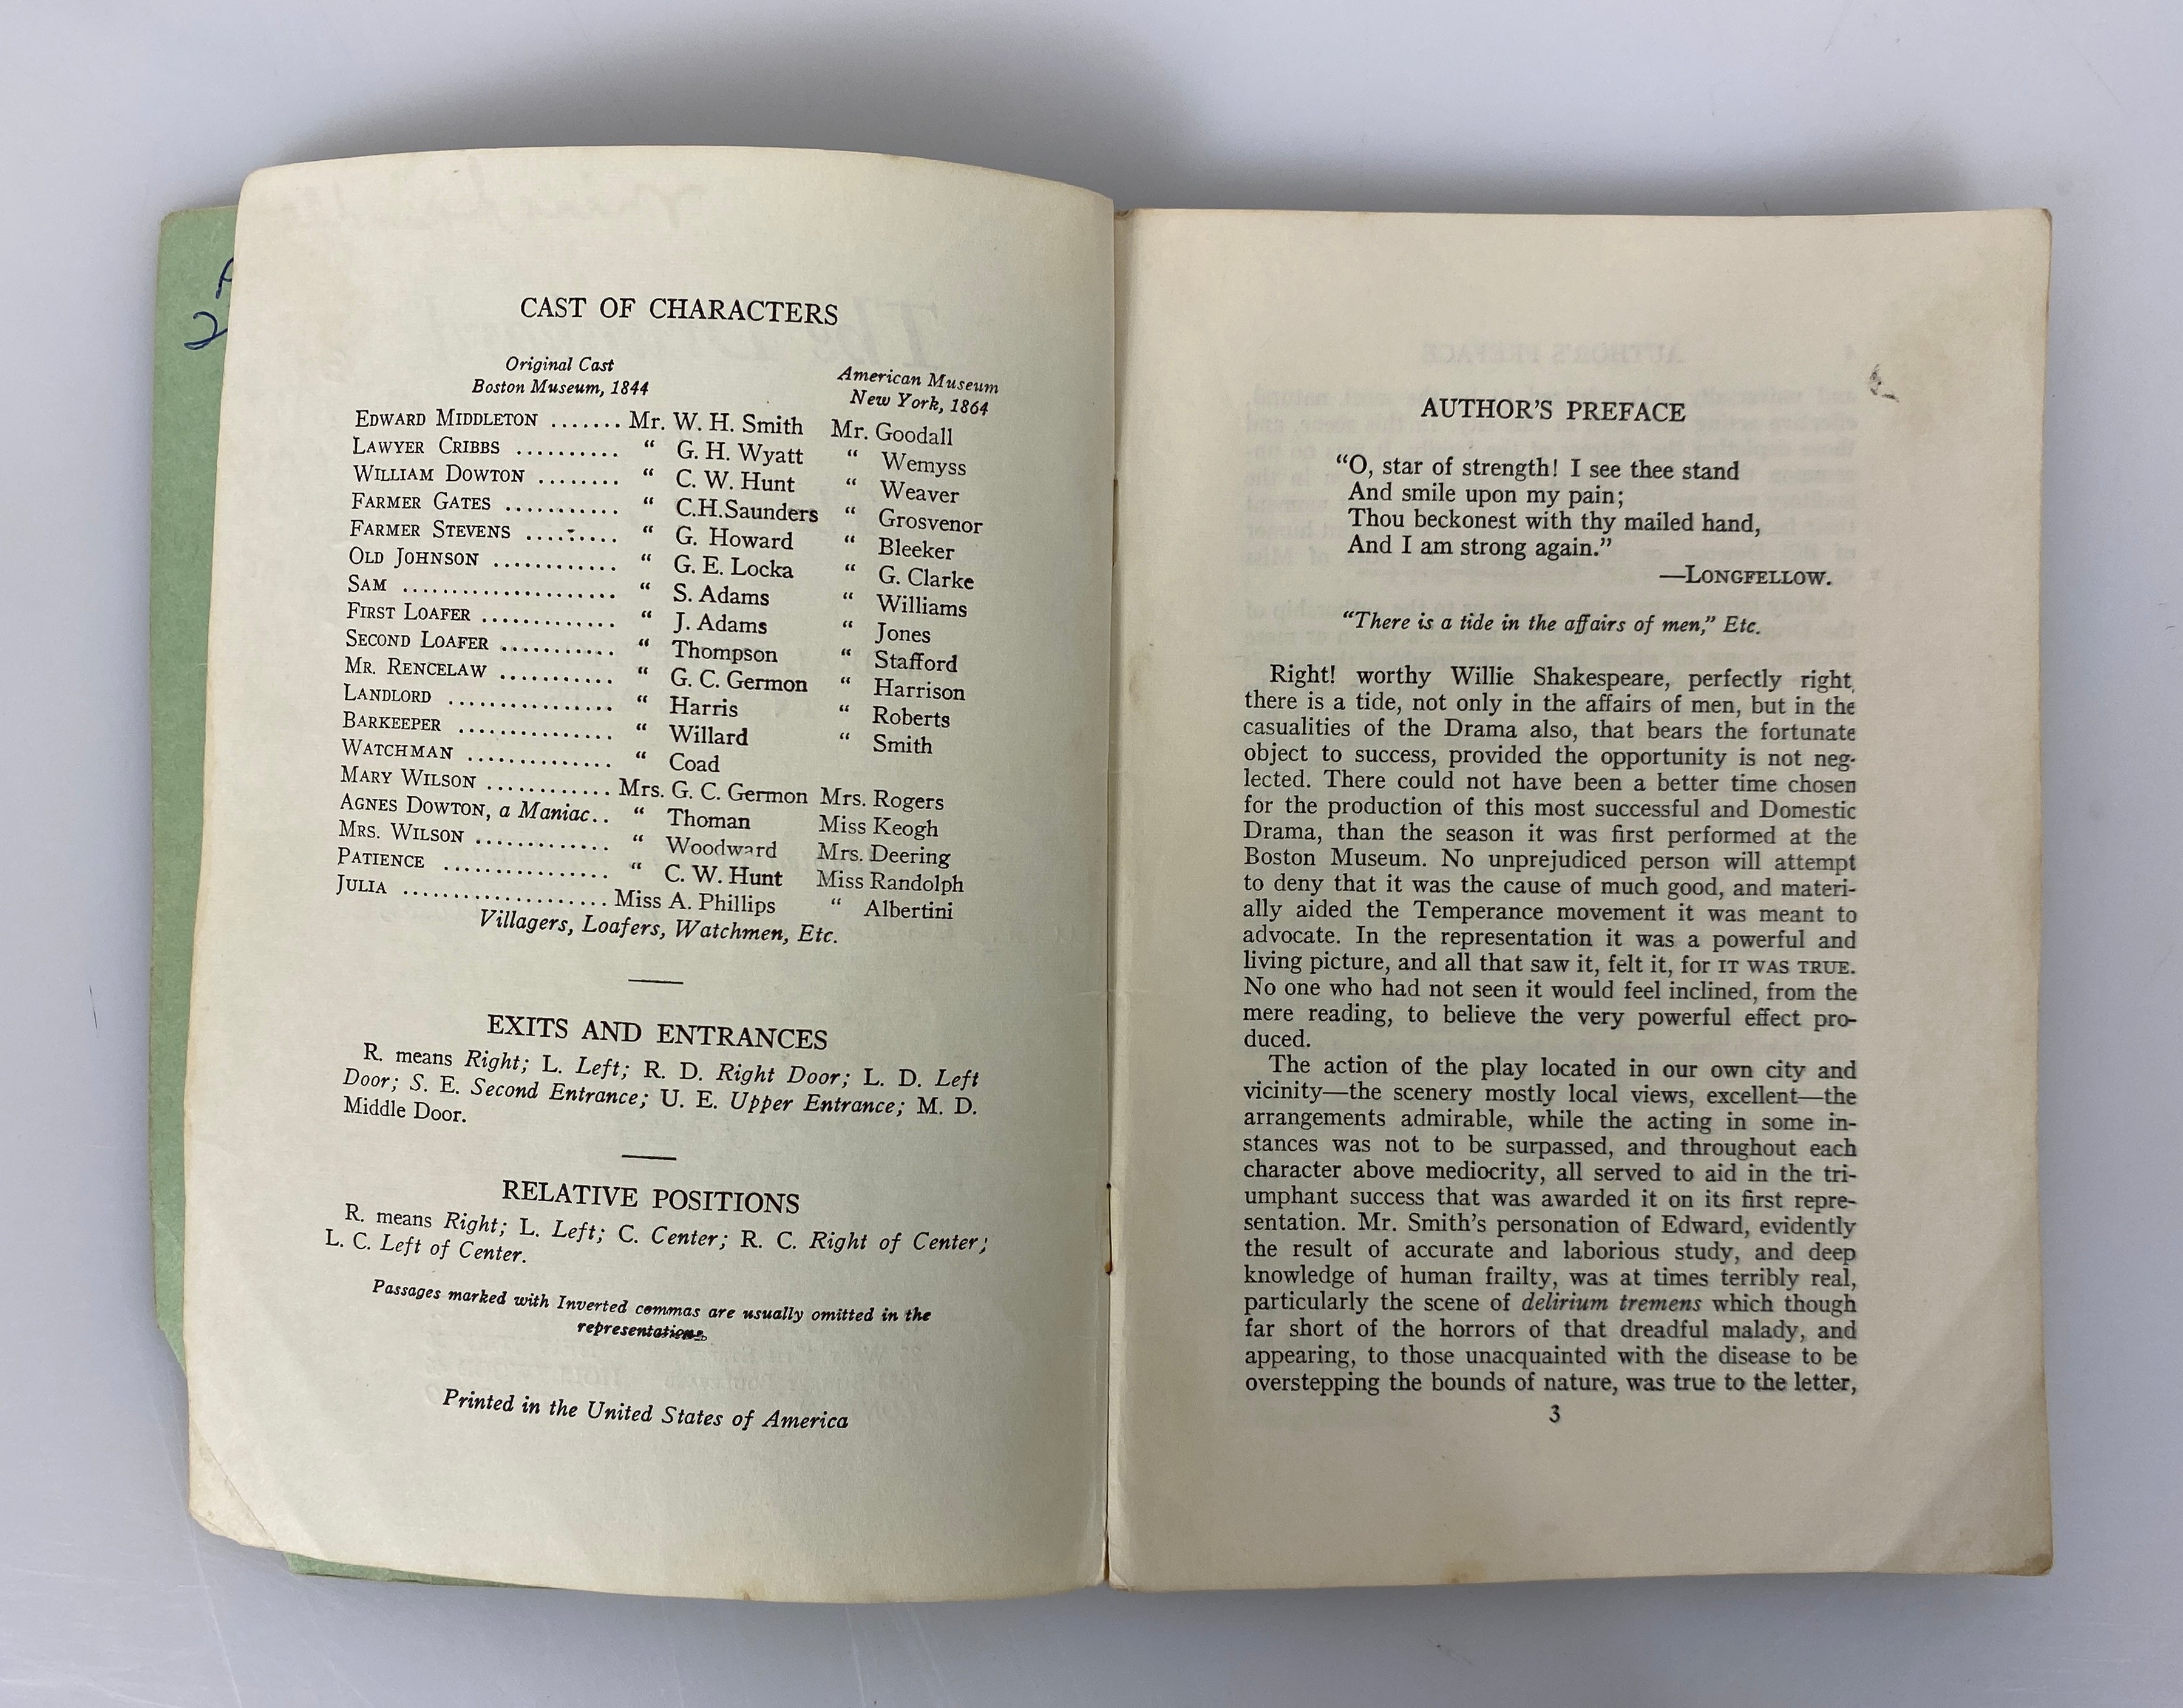 CAST OF CHARACTERS
Original Cast
Boston Museum, 1844
American Museum
New York, 1864
EDWARD MIDDLETON ....... Mr. W. H. Smith Mr. Goodall
LAWYER CRIBBS .......... “ G. H. Wyatt “ Wemyss
WILLIAM DOWTON ........ “ C. W. Hunt “ Weaver
FARMER GATES ........... “ C.H.Saunders “ Grosvenor
FARMER STEVENS ......... “ G. Howard “ Bleeker
OLD JOHNSON ............ “ G. E. Locka “ G. Clarke
SAM ...................... “ S. Adams “ Williams
FIRST LOAFER ............. “ J. Adams “ Jones
SECOND LOAFER ........... “ Thompson “ Stafford
MR. RENCELAW ........... “ G. C. Germon “ Harrison
LANDLORD ................ “ Harris “ Roberts
BARKEEPER ............... “ Willard “ Smith
WATCHMAN .............. “ Coad
MARY WILSON ............ Mrs. G. C. Germon Mrs. Rogers
AGNES DOWTON, a Maniac.. “ Thoman Miss Keogh
MRS. WILSON ............. “ Woodward Mrs. Deering
PATIENCE ................ “ C. W. Hunt Miss Randolph
JULIA .................... Miss A. Phillips “ Albertini
Villagers, Loafers, Watchmen, Etc.
EXITS AND ENTRANCES
R. means Right; L. Left; R. D. Right Door; L. D. Left
Door; S. E. Second Entrance; U. E. Upper Entrance; M. D.
Middle Door.
RELATIVE POSITIONS
R. means Right; L. Left; C. Center; R. C. Right of Center;
L. C. Left of Center.
Passages marked with Inverted commas are usually omitted in the
representations.
Printed in the United States of America
2
AUTHOR'S PREFACE
“O, star of strength! I see thee stand
And smile upon my pain;
Thou beckonest with thy mailed hand,
And I am strong again.”
—LONGFELLOW.
“There is a tide in the affairs of men,” Etc.
Right! worthy Willie Shakespeare, perfectly right,
there is a tide, not only in the affairs of men, but in the
casualities of the Drama also, that bears the fortunate
object to success, provided the opportunity is not neg-
lected. There could not have been a better time chosen
for the production of this most successful and Domestic
Drama, than the season it was first performed at the
Boston Museum. No unprejudiced person will attempt
to deny that it was the cause of much good, and materi-
ally aided the Temperance movement it was meant to
advocate. In the representation it was a powerful and
living picture, and all that saw it, felt it, for IT WAS TRUE.
No one who had not seen it would feel inclined, from the
mere reading, to believe the very powerful effect pro-
duced.
The action of the play located in our own city and
vicinity—the scenery mostly local views, excellent—the
arrangements admirable, while the acting in some in-
stances was not to be surpassed, and throughout each
character above mediocrity, all served to aid in the tri-
umphant success that was awarded it on its first repre-
sentation. Mr. Smith's personation of Edward, evidently
the result of accurate and laborious study, and deep
knowledge of human frailty, was at times terribly real,
particularly the scene of delirium tremens which though
far short of the horrors of that dreadful malady, and
appearing, to those unacquainted with the disease to be
overstepping the bounds of nature, was true to the letter,
3